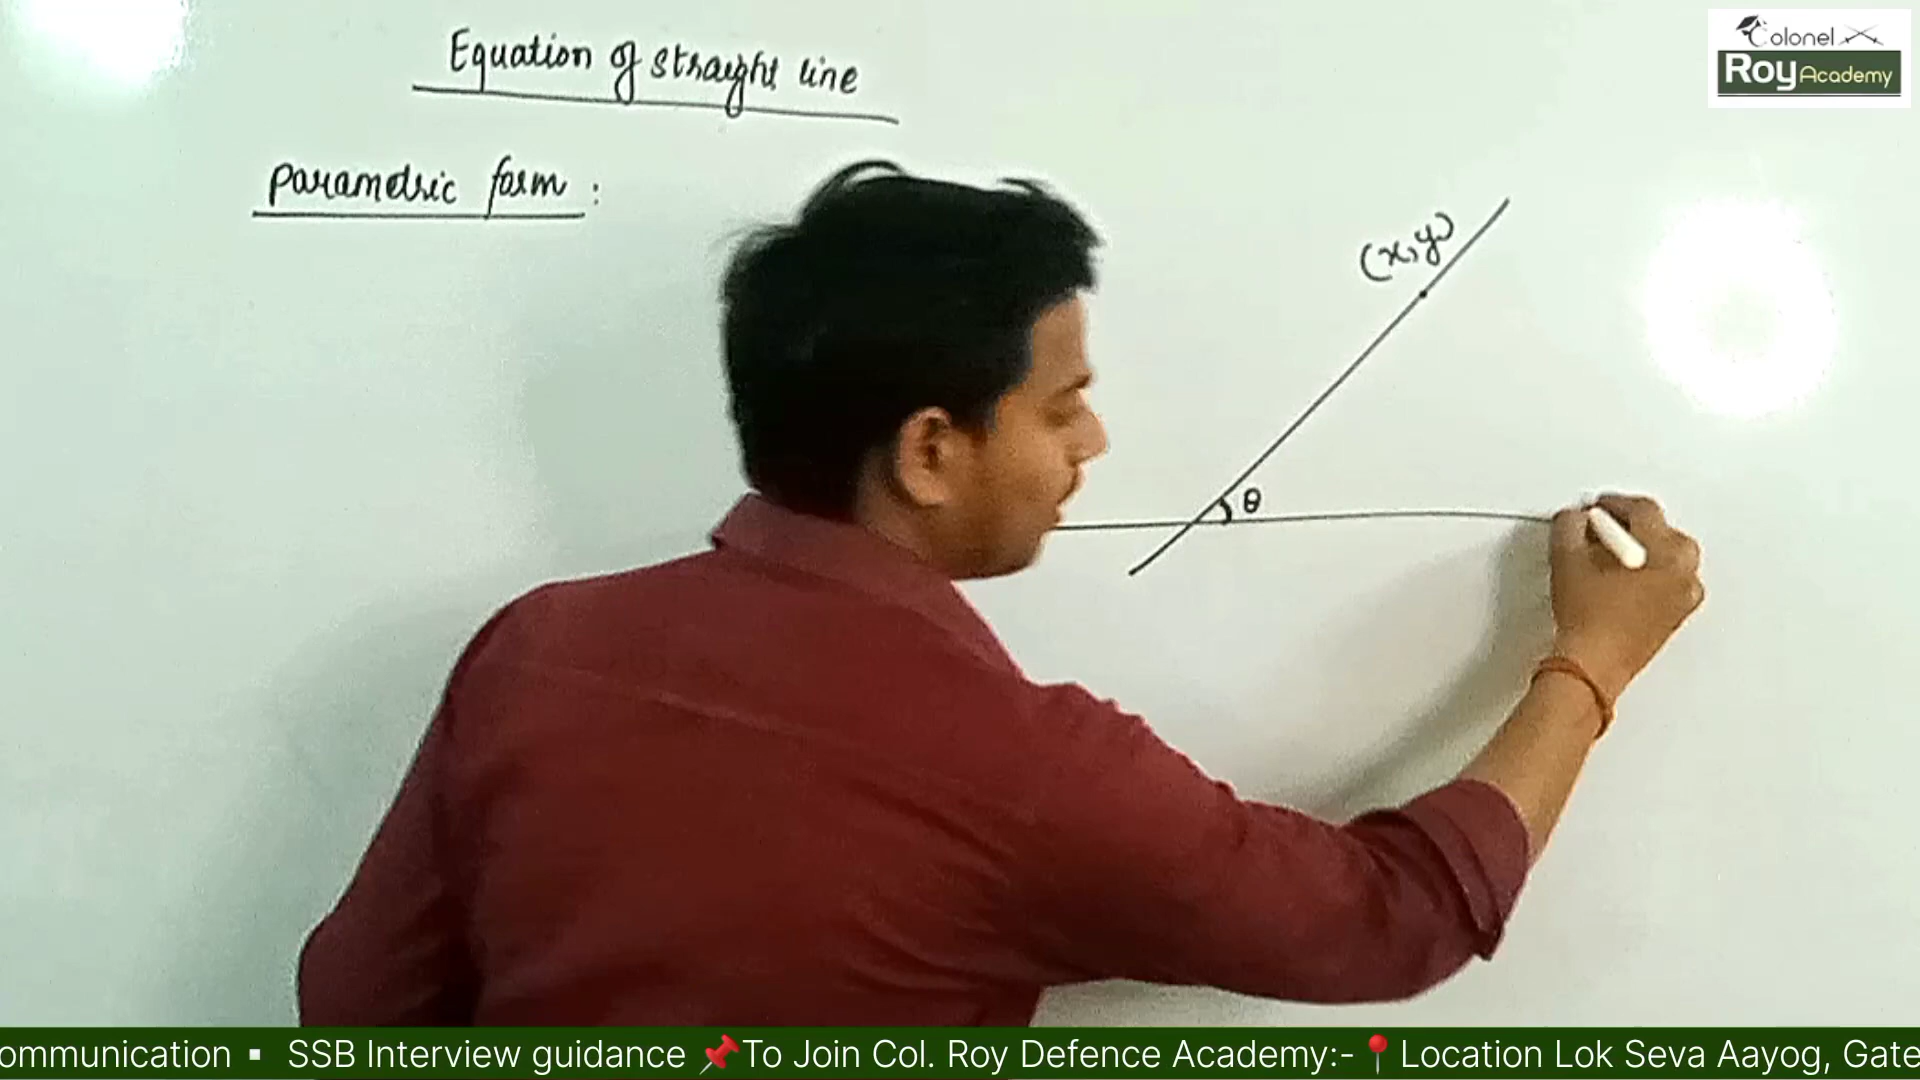 Equation of straight line
Parametric form :
(x,y)
θ
Colonel
Roy Academy
ommunication ▪ SSB Interview guidance 📌To Join Col. Roy Defence Academy:-📍Location Lok Seva Aayog, Gate